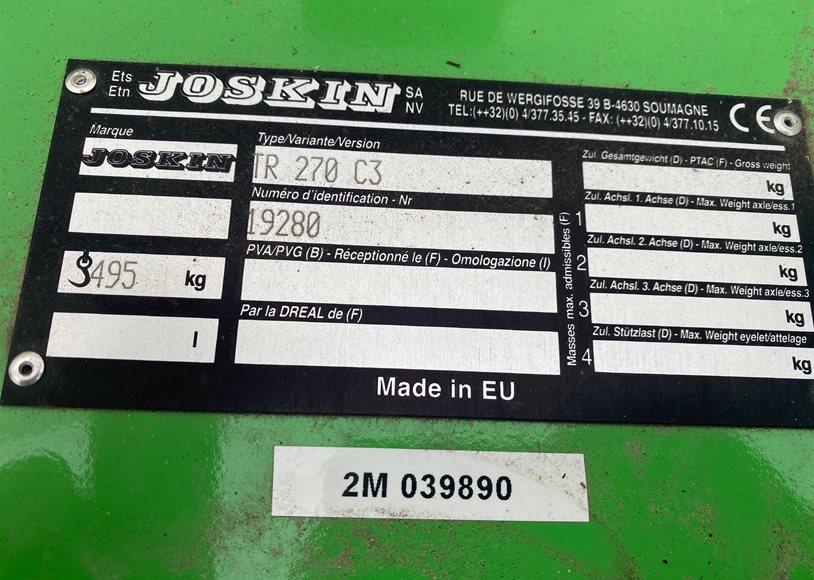 Ets
Etn
JOSKIN SA
NV
RUE DE WERGIFOSSE 39 B-4630 SOUMAGNE
TEL:(++32)(0) 4/377.35.45 - FAX: (++32)(0) 4/377.10.15
CE
Marque
JOSKIN
495 kg
l
Type/Variante/Version
TR 270 C3
Numéro d'identification - Nr
19280
PVA/PVG (B) - Réceptionné le (F) - Omologazione (I)
Par la DREAL de (F)
Masses max. admissibles (F)
Zul. Gesamtgewicht (D) - PTAC (F) - Gross weight
kg
Zul. Achsl. 1. Achse (D) - Max. Weight axle/ess.1
1 kg
Zul. Achsl. 2. Achse (D) - Max. Weight axle/ess.2
2 kg
Zul. Achsl. 3. Achse (D) - Max. Weight axle/ess.3
3 kg
Zul. Stützlast (D) - Max. Weight eyelet/attelage
4 kg
Made in EU
2M 039890